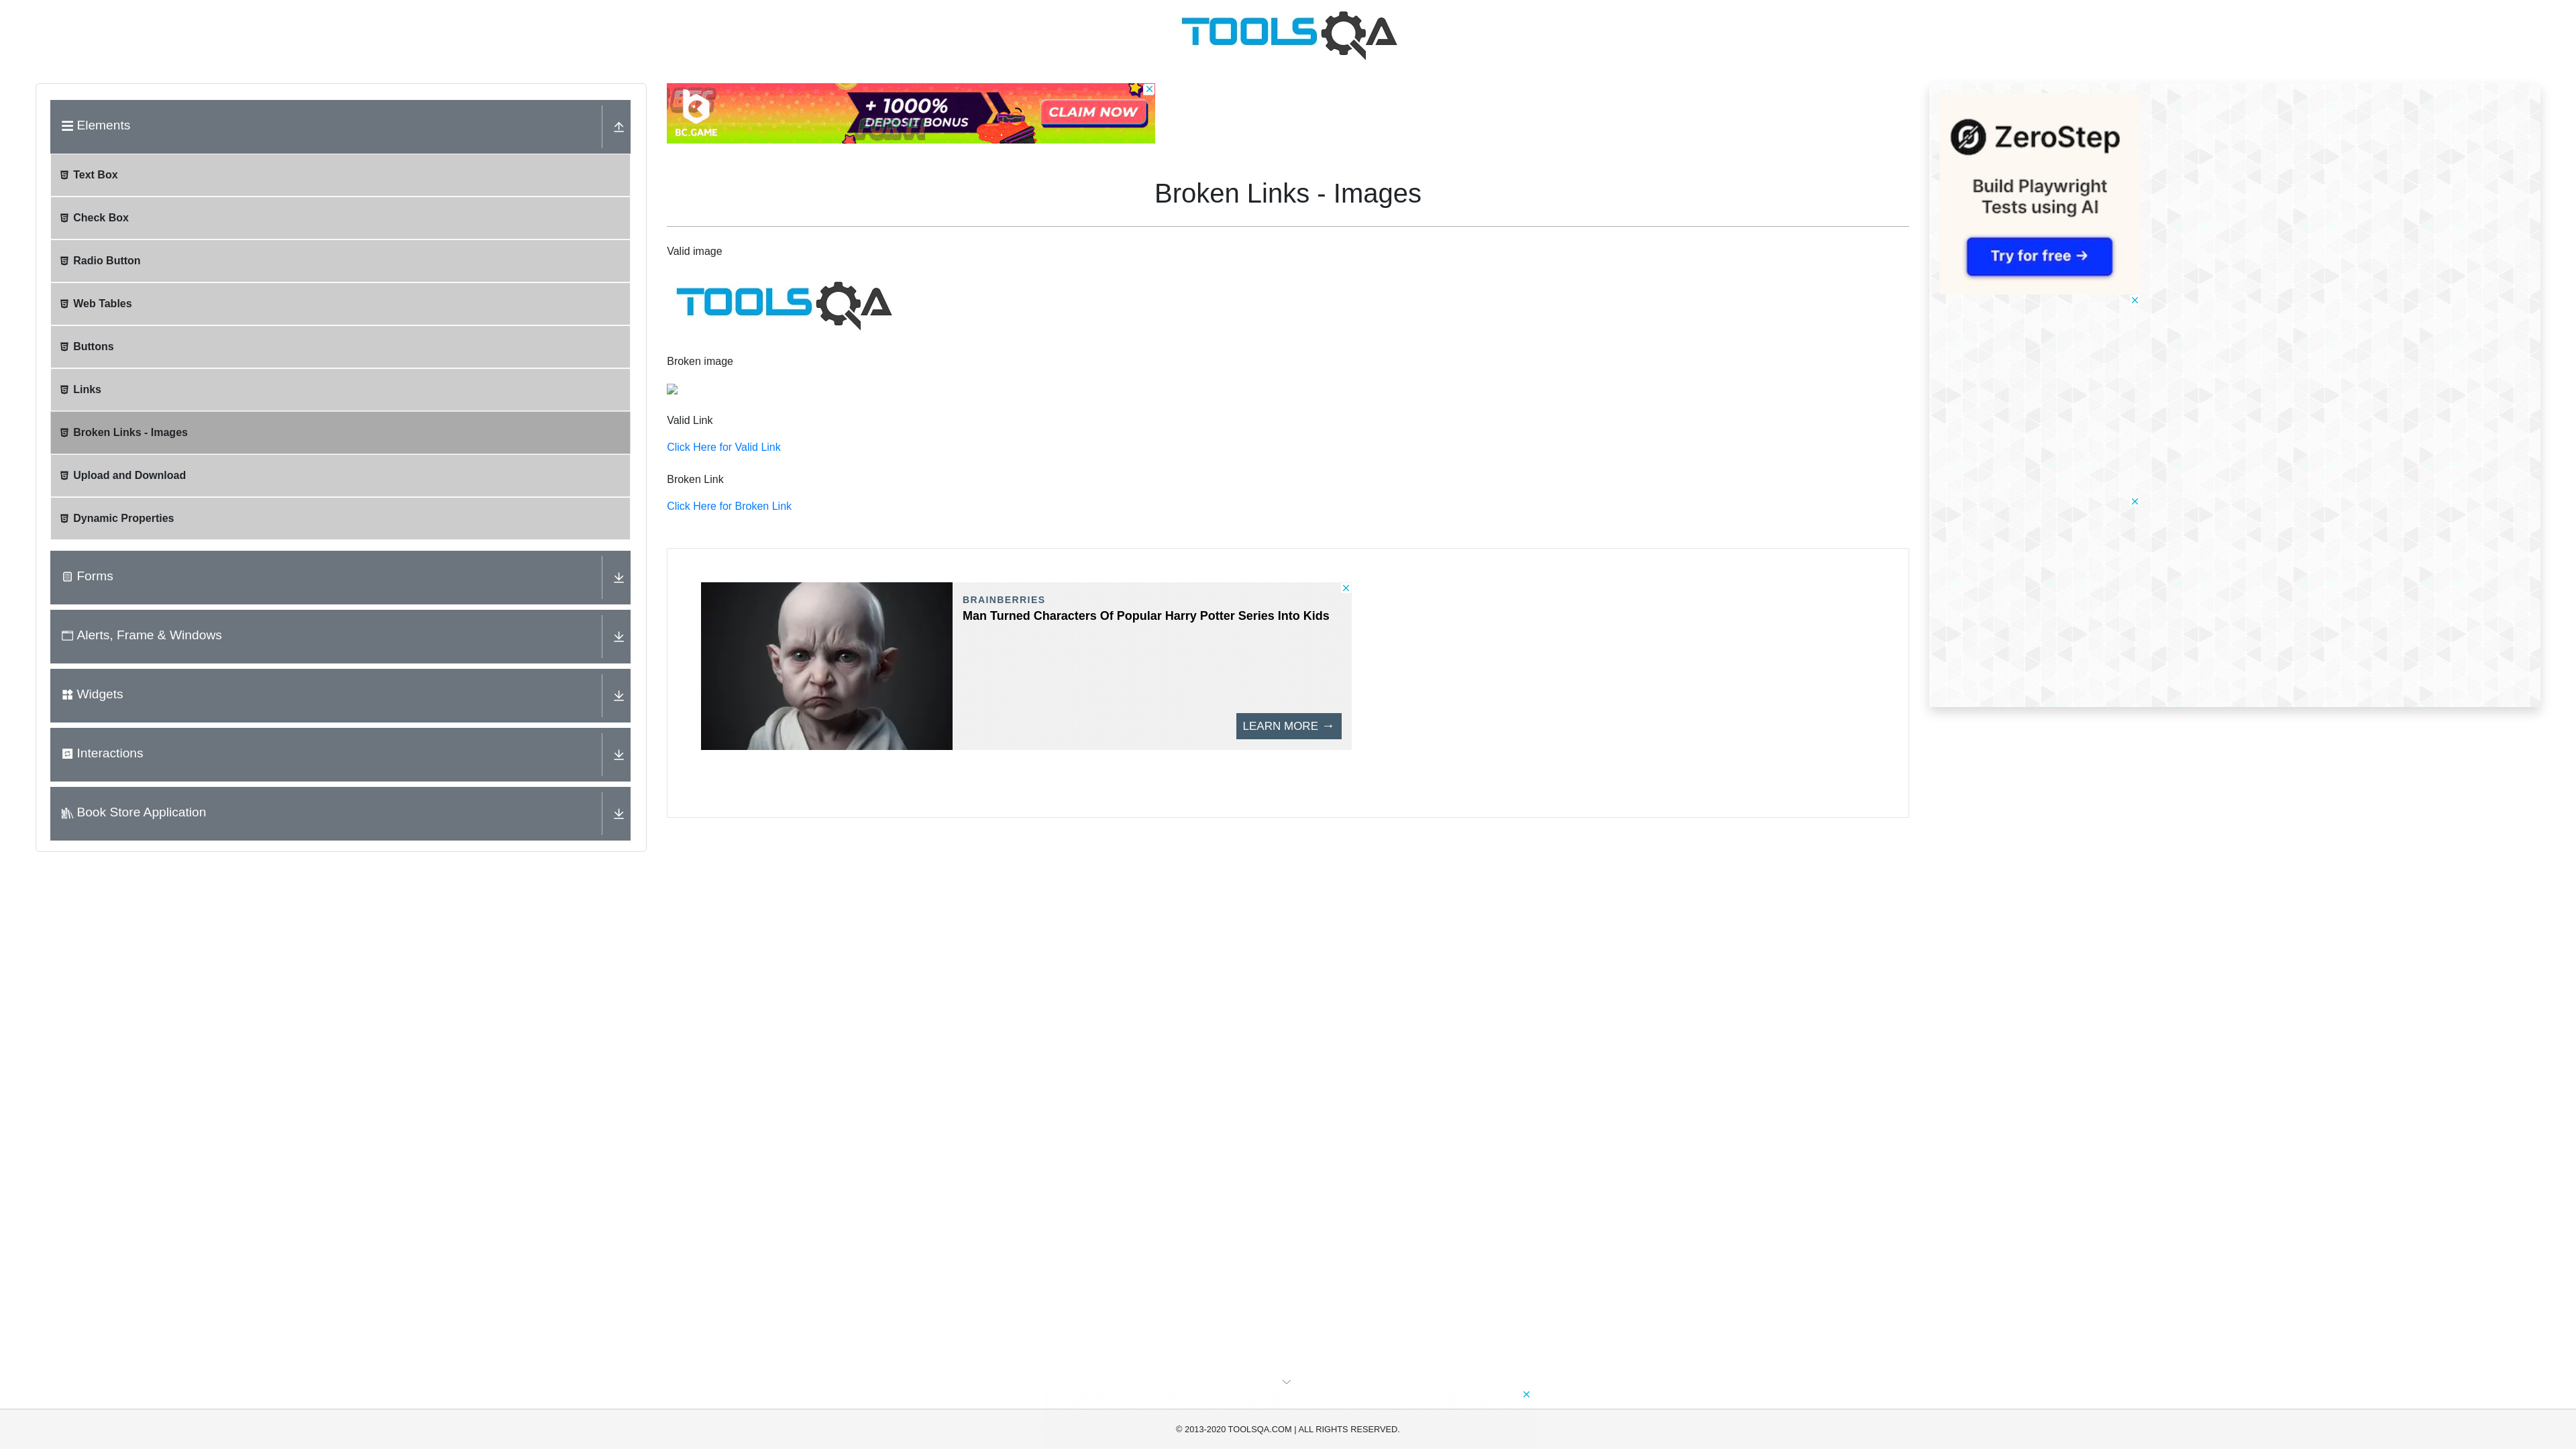 TOOLSQA
Elements
Text Box
Check Box
Radio Button
Web Tables
Buttons
Links
Broken Links - Images
Upload and Download
Dynamic Properties
Forms
Alerts, Frame & Windows
Widgets
Interactions
Book Store Application
BC.GAME
+ 1000%
DEPOSIT BONUS
CLAIM NOW
Broken Links - Images
Valid image
TOOLSQA
Broken image
Valid Link
Click Here for Valid Link
Broken Link
Click Here for Broken Link
BRAINBERRIES
Man Turned Characters Of Popular Harry Potter Series Into Kids
LEARN MORE →
ZeroStep
Build Playwright
Tests using AI
Try for free →
© 2013-2020 TOOLSQA.COM | ALL RIGHTS RESERVED.